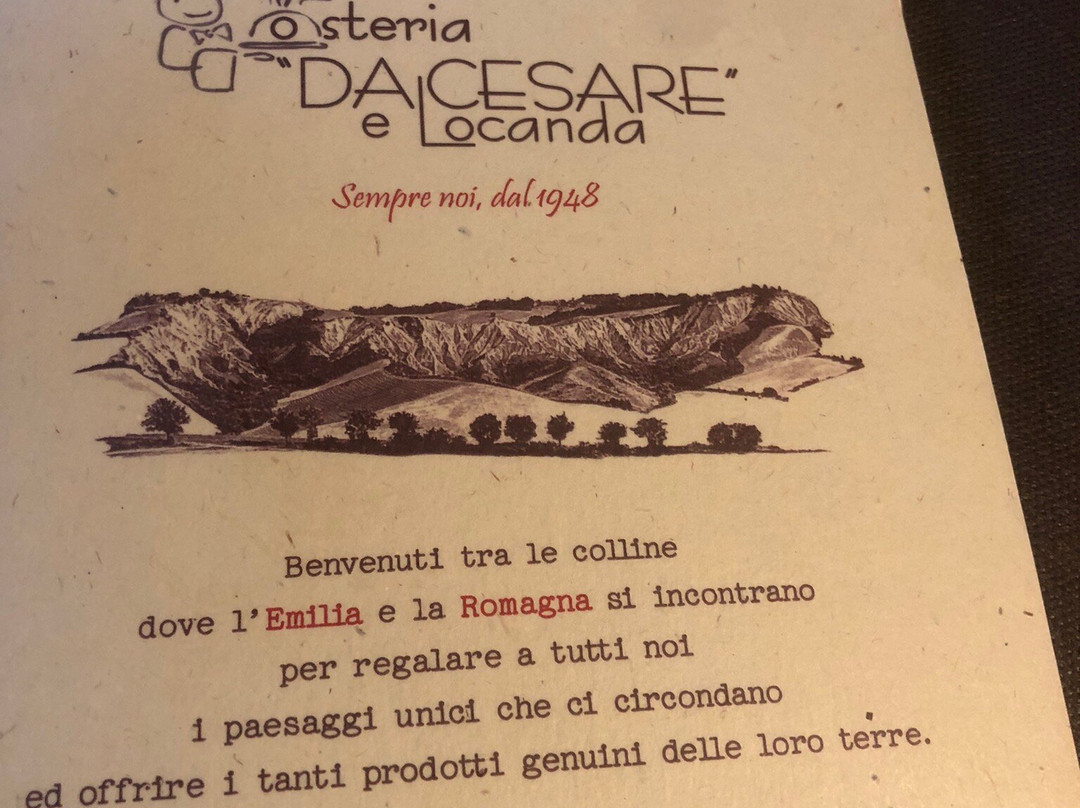 Osteria
"DA CESARE"
e Locanda
Sempre noi, dal 1948
Benvenuti tra le colline
dove l'Emilia e la Romagna si incontrano
per regalare a tutti noi
i paesaggi unici che ci circondano
ed offrire i tanti prodotti genuini delle loro terre.